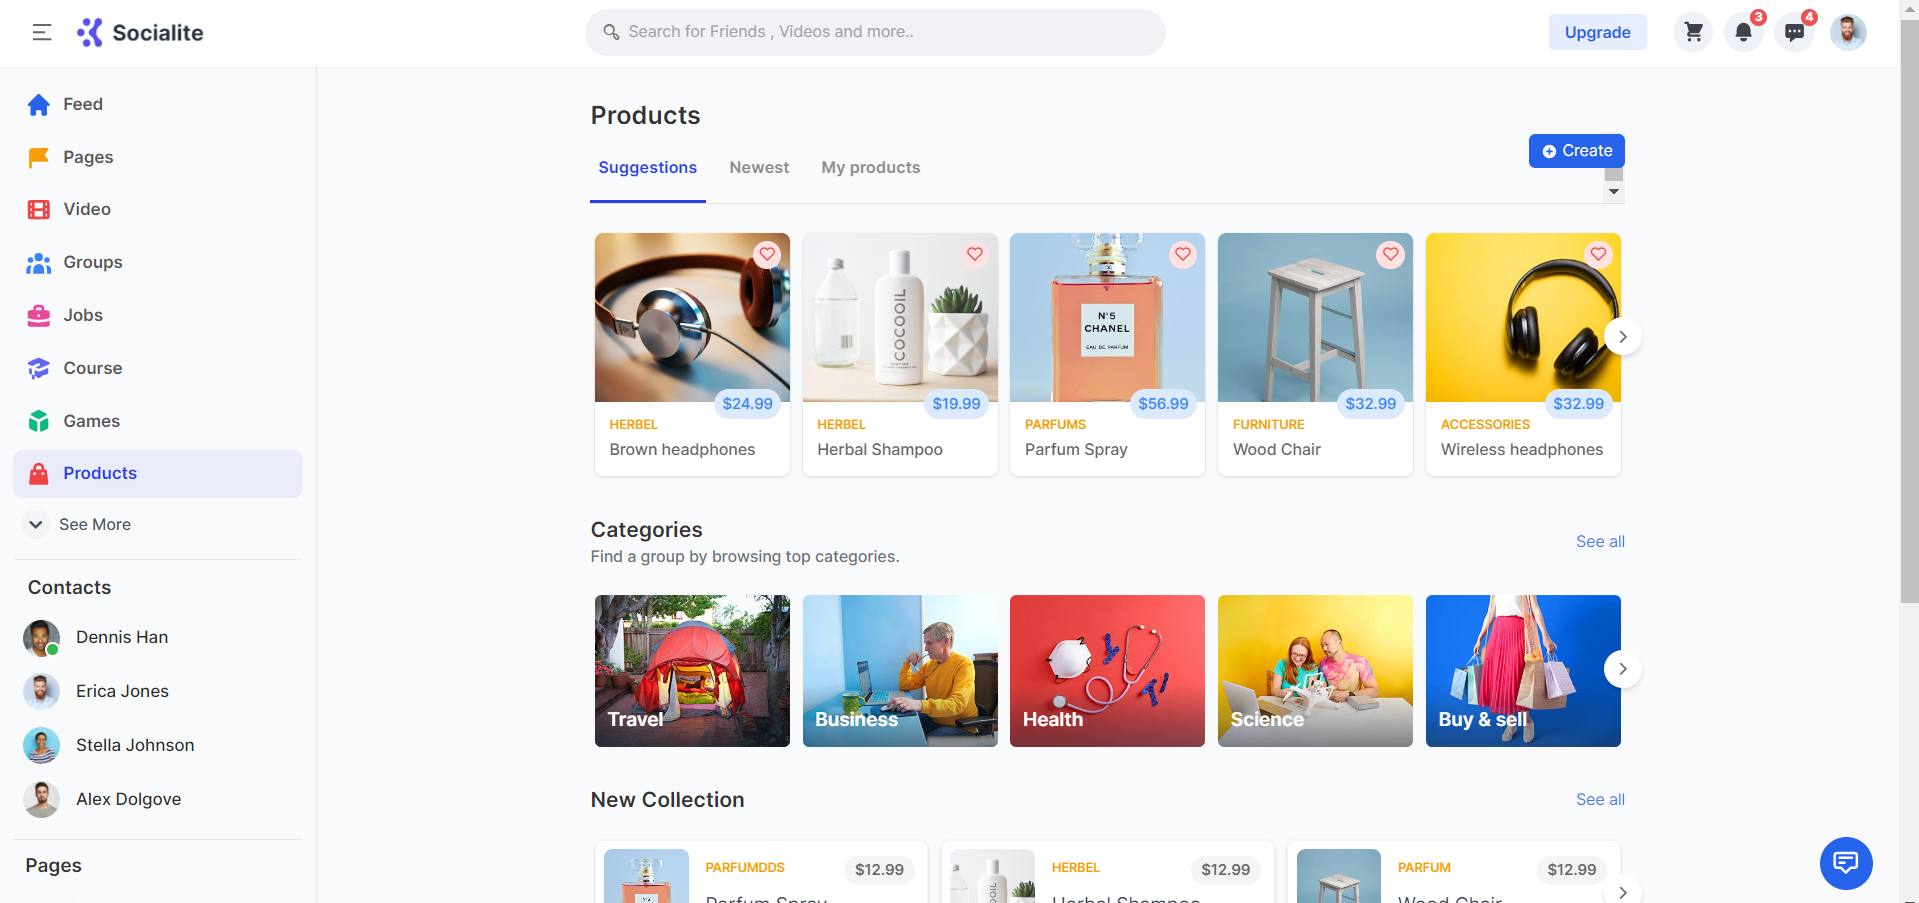 Socialite
Search for Friends , Videos and more..
Upgrade
3
4
Feed
Pages
Video
Groups
Jobs
Course
Games
Products
See More
Contacts
Dennis Han
Erica Jones
Stella Johnson
Alex Dolgove
Pages
Products
Suggestions
Newest
My products
Create
COCOOIL
N°5
CHANEL
EAU DE PARFUM
$24.99
$19.99
$56.99
$32.99
$32.99
HERBEL
HERBEL
PARFUMS
FURNITURE
ACCESSORIES
Brown headphones
Herbal Shampoo
Parfum Spray
Wood Chair
Wireless headphones
Categories
Find a group by browsing top categories.
See all
Travel
Business
Health
Science
Buy & sell
New Collection
See all
PARFUMDDS
$12.99
Parfum Spray
HERBEL
$12.99
Herbal Shampoo
PARFUM
$12.99
Wood Chair